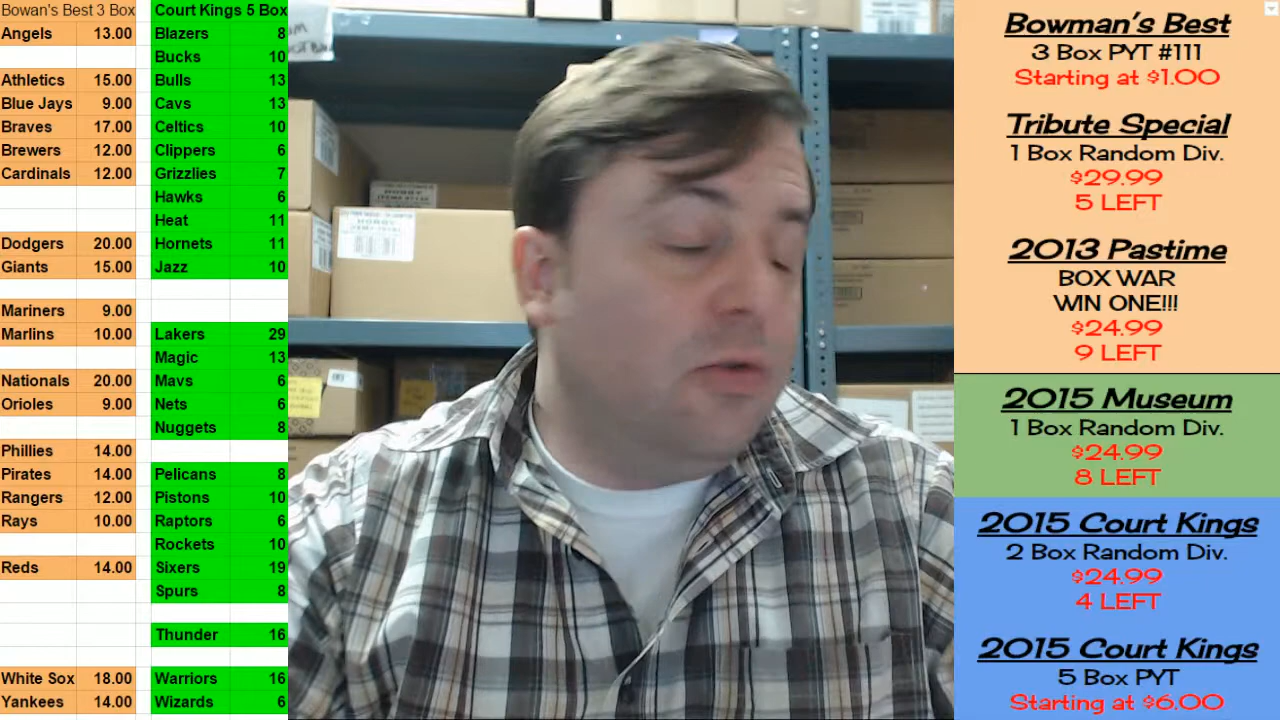 Bowan's Best 3 Box
Angels 13.00
Athletics 15.00
Blue Jays 9.00
Braves 17.00
Brewers 12.00
Cardinals 12.00
Dodgers 20.00
Giants 15.00
Mariners 9.00
Marlins 10.00
Nationals 20.00
Orioles 9.00
Phillies 14.00
Pirates 14.00
Rangers 12.00
Rays 10.00
Reds 14.00
White Sox 18.00
Yankees 14.00
Court Kings 5 Box
Blazers 8
Bucks 10
Bulls 13
Cavs 13
Celtics 10
Clippers 6
Grizzlies 7
Hawks 6
Heat 11
Hornets 11
Jazz 10
Lakers 29
Magic 13
Mavs 6
Nets 6
Nuggets 8
Pelicans 8
Pistons 10
Raptors 6
Rockets 10
Sixers 19
Spurs 8
Thunder 16
Warriors 16
Wizards 6
HOBBY
Bowman's Best
3 Box PYT #111
Starting at $1.00
Tribute Special
1 Box Random Div.
$29.99
5 LEFT
2013 Pastime
BOX WAR
WIN ONE!!!
$24.99
9 LEFT
2015 Museum
1 Box Random Div.
$24.99
8 LEFT
2015 Court Kings
2 Box Random Div.
$24.99
4 LEFT
2015 Court Kings
5 Box PYT
Starting at $6.00